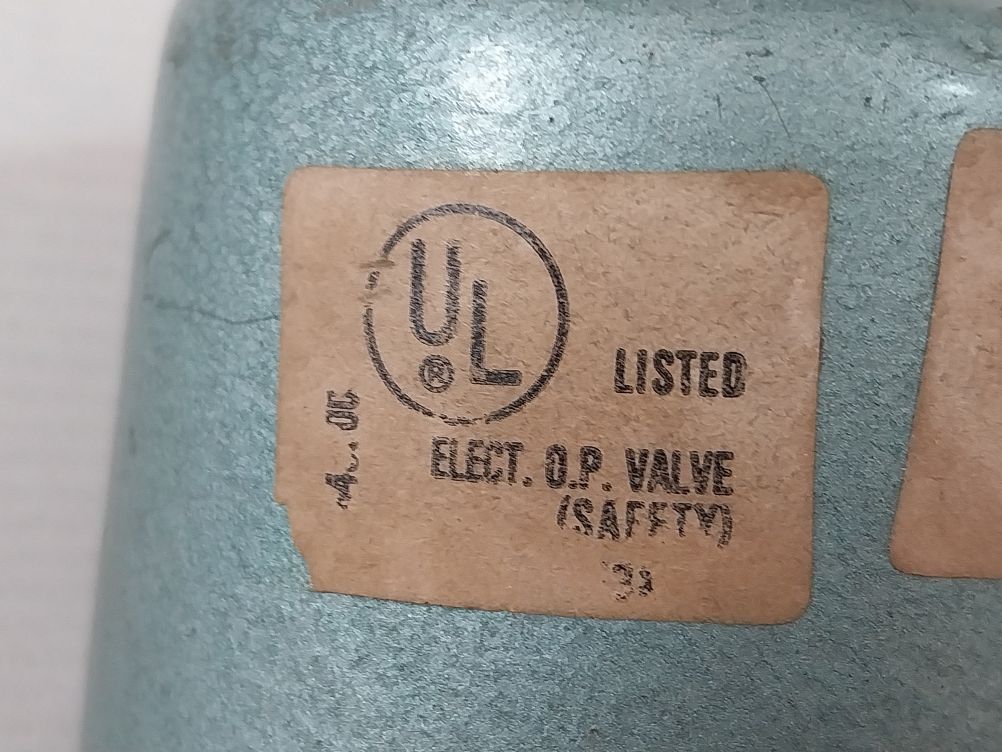 UL
®
LISTED
ELECT. O.P. VALVE
(SAFETY)